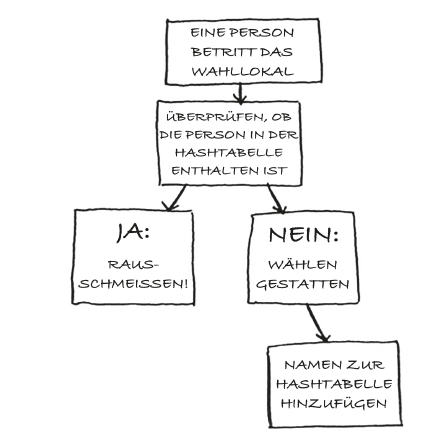 EINE PERSON
BETRITT DAS
WAHLLOKAL
ÜBERPRÜFEN, OB
DIE PERSON IN DER
HASHTABELLE
ENTHALTEN IST
JA:
RAUS-
SCHMEISSEN!
NEIN:
WÄHLEN
GESTATTEN
NAMEN ZUR
HASHTABELLE
HINZUFÜGEN